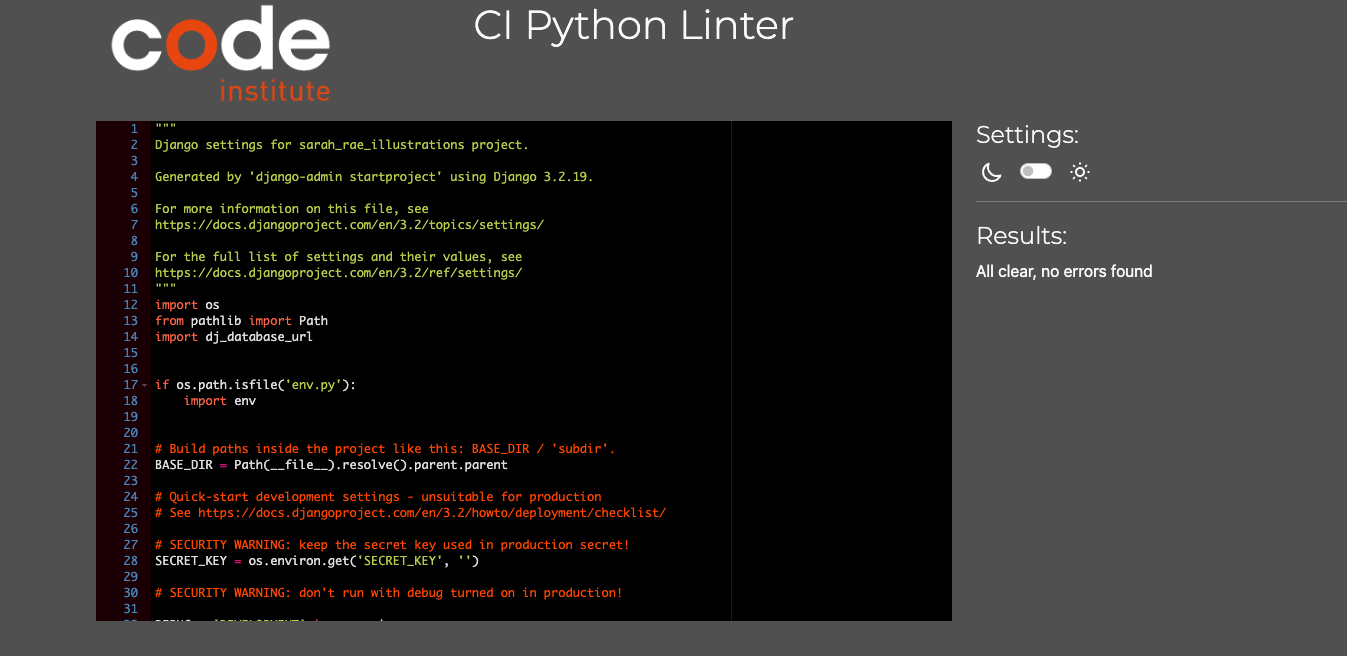 code
institute
CI Python Linter
1 """
2 Django settings for sarah_rae_illustrations project.
3
4 Generated by 'django-admin startproject' using Django 3.2.19.
5
6 For more information on this file, see
7 https://docs.djangoproject.com/en/3.2/topics/settings/
8
9 For the full list of settings and their values, see
10 https://docs.djangoproject.com/en/3.2/ref/settings/
11 """
12 import os
13 from pathlib import Path
14 import dj_database_url
15
16
17 if os.path.isfile('env.py'):
18 import env
19
20
21 # Build paths inside the project like this: BASE_DIR / 'subdir'.
22 BASE_DIR = Path(__file__).resolve().parent.parent
23
24 # Quick-start development settings - unsuitable for production
25 # See https://docs.djangoproject.com/en/3.2/howto/deployment/checklist/
26
27 # SECURITY WARNING: keep the secret key used in production secret!
28 SECRET_KEY = os.environ.get('SECRET_KEY', '')
29
30 # SECURITY WARNING: don't run with debug turned on in production!
31
Settings:
Results:
All clear, no errors found